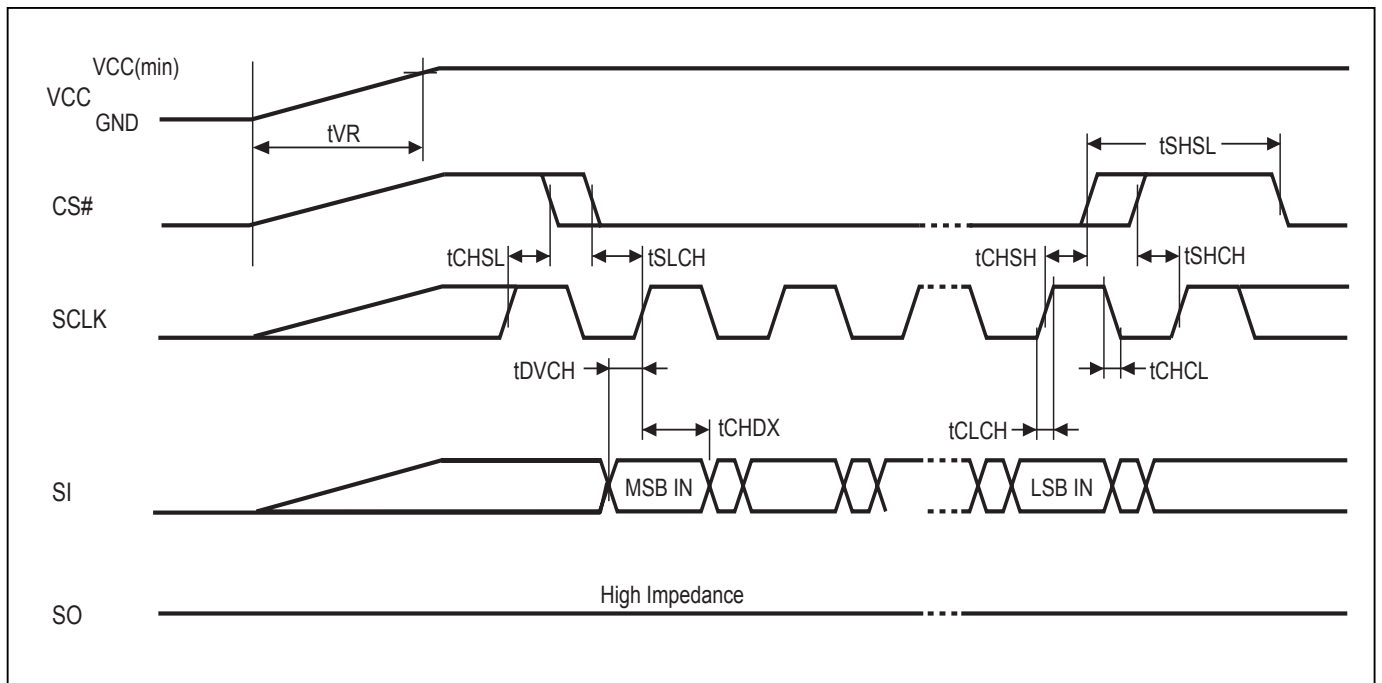 VCC(min)
VCC
GND
tVR
tSHSL
CS#
tCHSL
tSLCH
tCHSH
tSHCH
SCLK
tDVCH
tCHCL
tCHDX
tCLCH
SI
MSB IN
LSB IN
High Impedance
SO